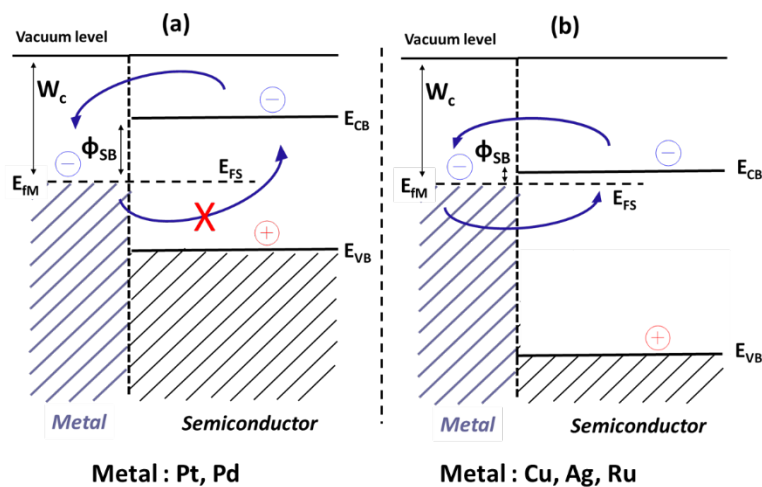 (a)
Vacuum level
Wc
−
ΦSB
−
EfM
EFS
ECB
X
+
EVB
Metal
Semiconductor
Metal : Pt, Pd
(b)
Vacuum level
Wc
−
ΦSB
−
EfM
EFS
ECB
+
EVB
Metal
Semiconductor
Metal : Cu, Ag, Ru